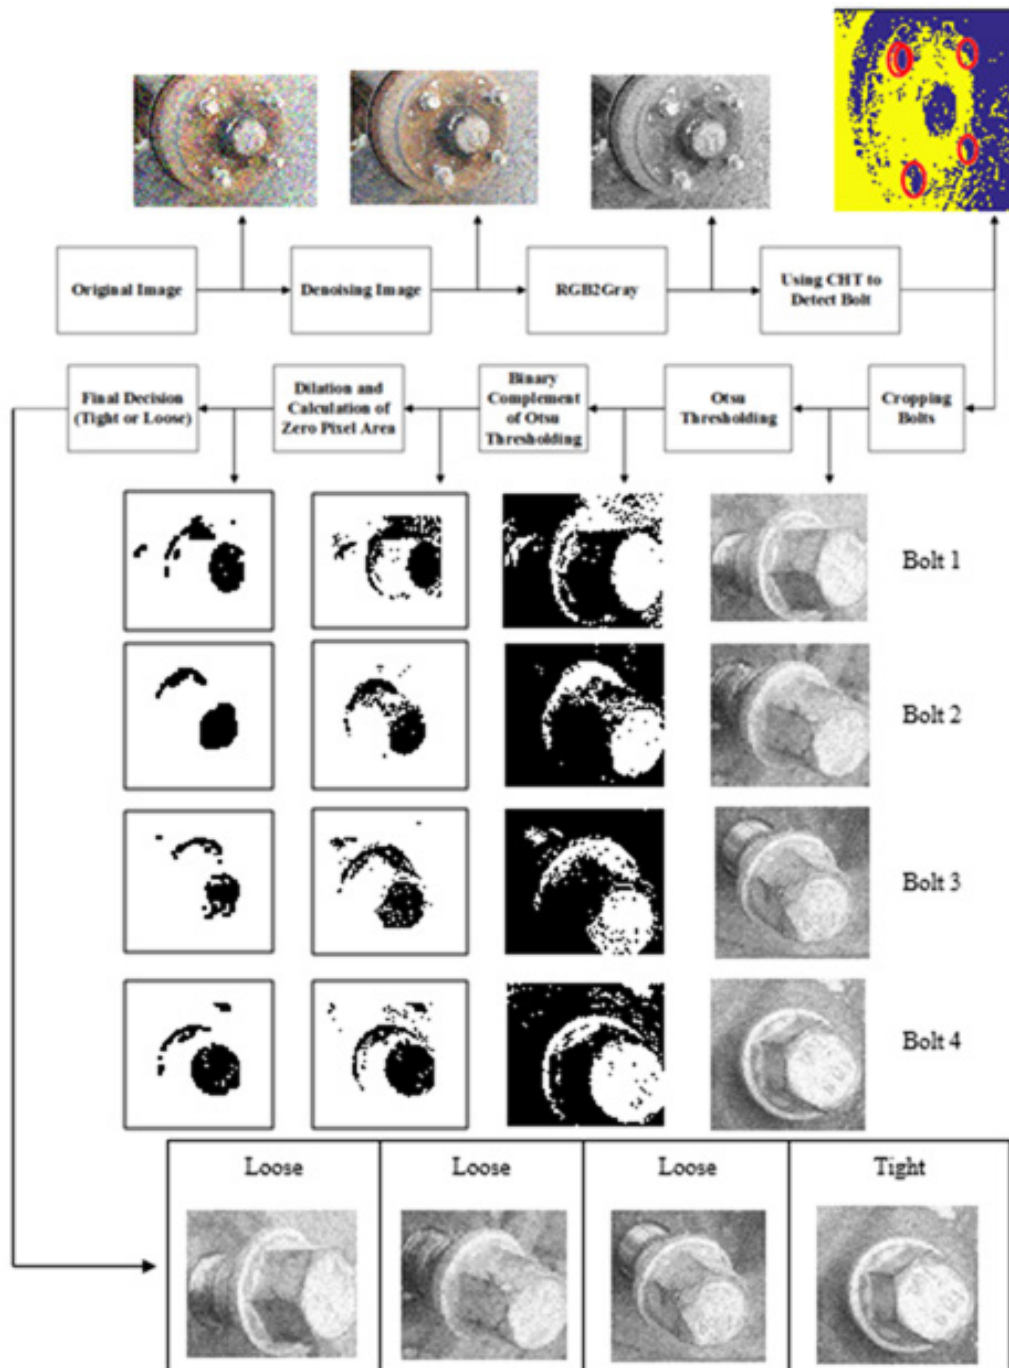 Original Image
Denoising Image
RGB2Gray
Using CHT to
Detect Bolt
Final Decision
(Tight or Loose)
Dilation and
Calculation of
Zero Pixel Area
Binary
Complement
of Otsu
Thresholding
Otsu
Thresholding
Cropping
Bolts
Bolt 1
Bolt 2
Bolt 3
Bolt 4
Loose
Loose
Loose
Tight